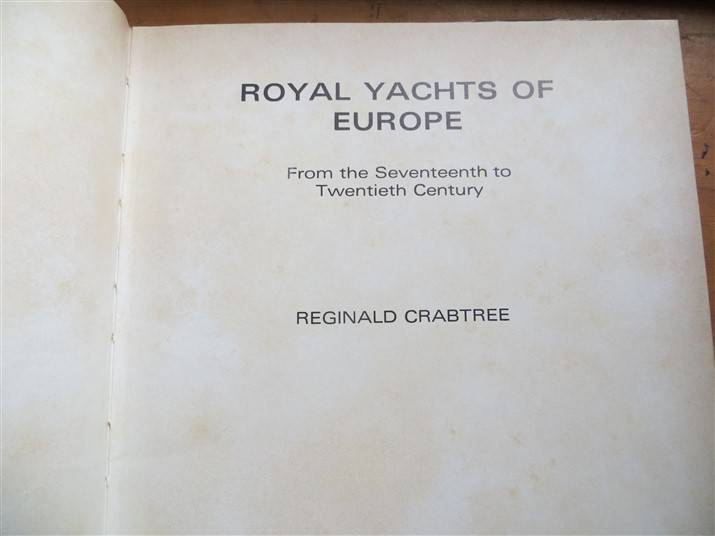 ROYAL YACHTS OF
EUROPE
From the Seventeenth to
Twentieth Century
REGINALD CRABTREE